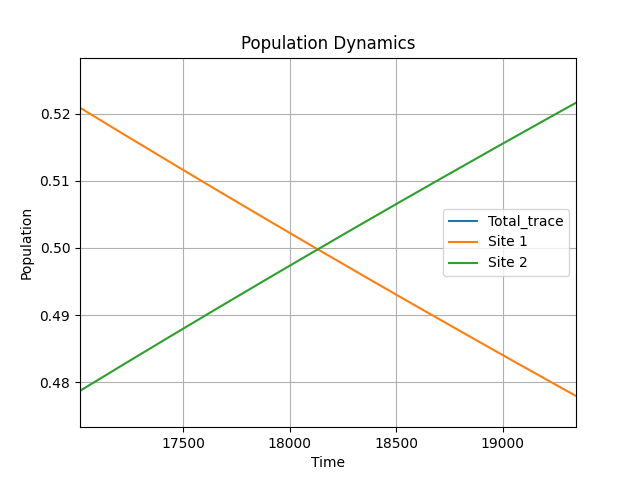 Population Dynamics
0.52
0.51
0.50
0.49
0.48
Population
Total_trace
Site 1
Site 2
17500
18000
18500
19000
Time